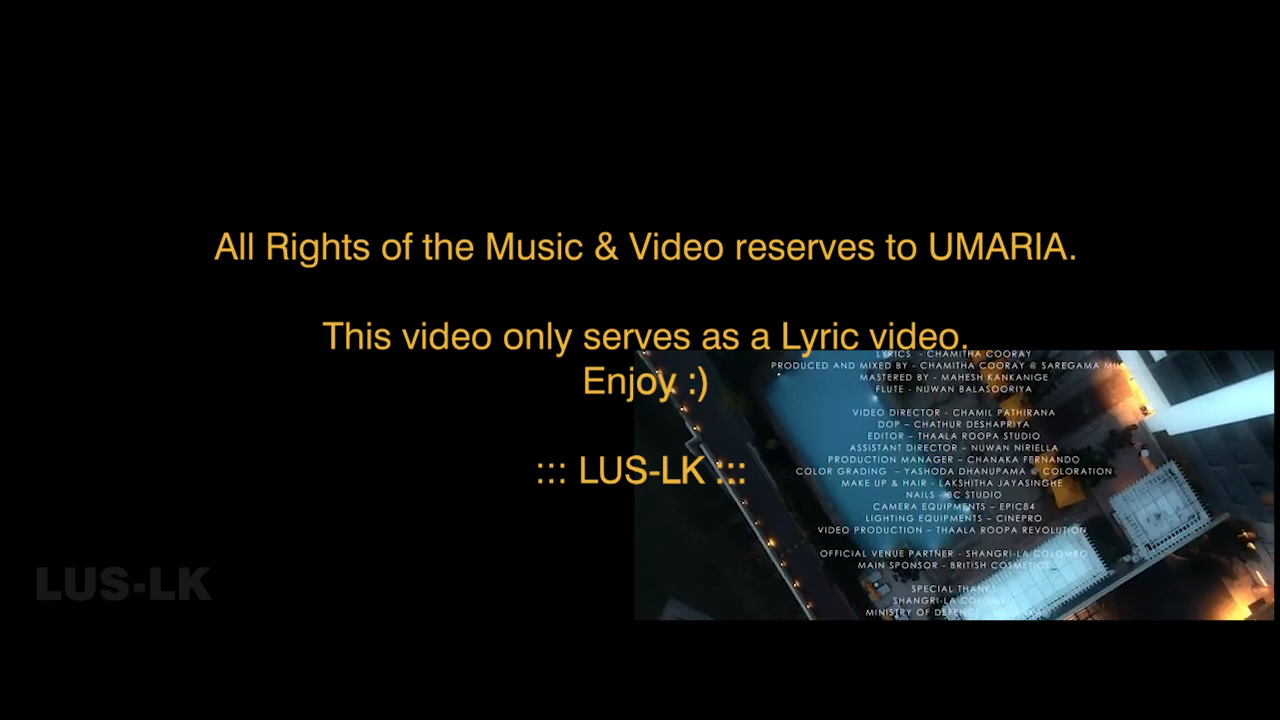 All Rights of the Music & Video reserves to UMARIA.
This video only serves as a Lyric video.
Enjoy :)
::: LUS-LK :::
LYRICS - CHAMITHA COORAY
PRODUCED AND MIXED BY - CHAMITHA COORAY @ SAREGAMA
MASTERED BY - MAHESH KANKANIGE
FLUTE - NUWAN BALASOORIYA
VIDEO DIRECTOR - CHAMIL PATHIRANA
DOP – CHATHUR DESHAPRIYA
EDITOR – THAALA ROOPA STUDIO
ASSISTANT DIRECTOR – NUWAN NIRIELLA
PRODUCTION MANAGER – CHANAKA FERNANDO
COLOR GRADING – YASHODA DHANUPAMA @ COLORATION
MAKE UP & HAIR - LAKSHITHA JAYASINGHE
NAILS - BC STUDIO
CAMERA EQUIPMENTS – EPIC84
LIGHTING EQUIPMENTS – CINEPRO
VIDEO PRODUCTION – THAALA ROOPA REVOLUTION
OFFICIAL VENUE PARTNER - SHANGRI-LA COLOMBO
MAIN SPONSOR – BRITISH COSMETICS
SPECIAL THANKS
SHANGRI-LA COLOMBO
MINISTRY OF DEFENCE
LUS-LK